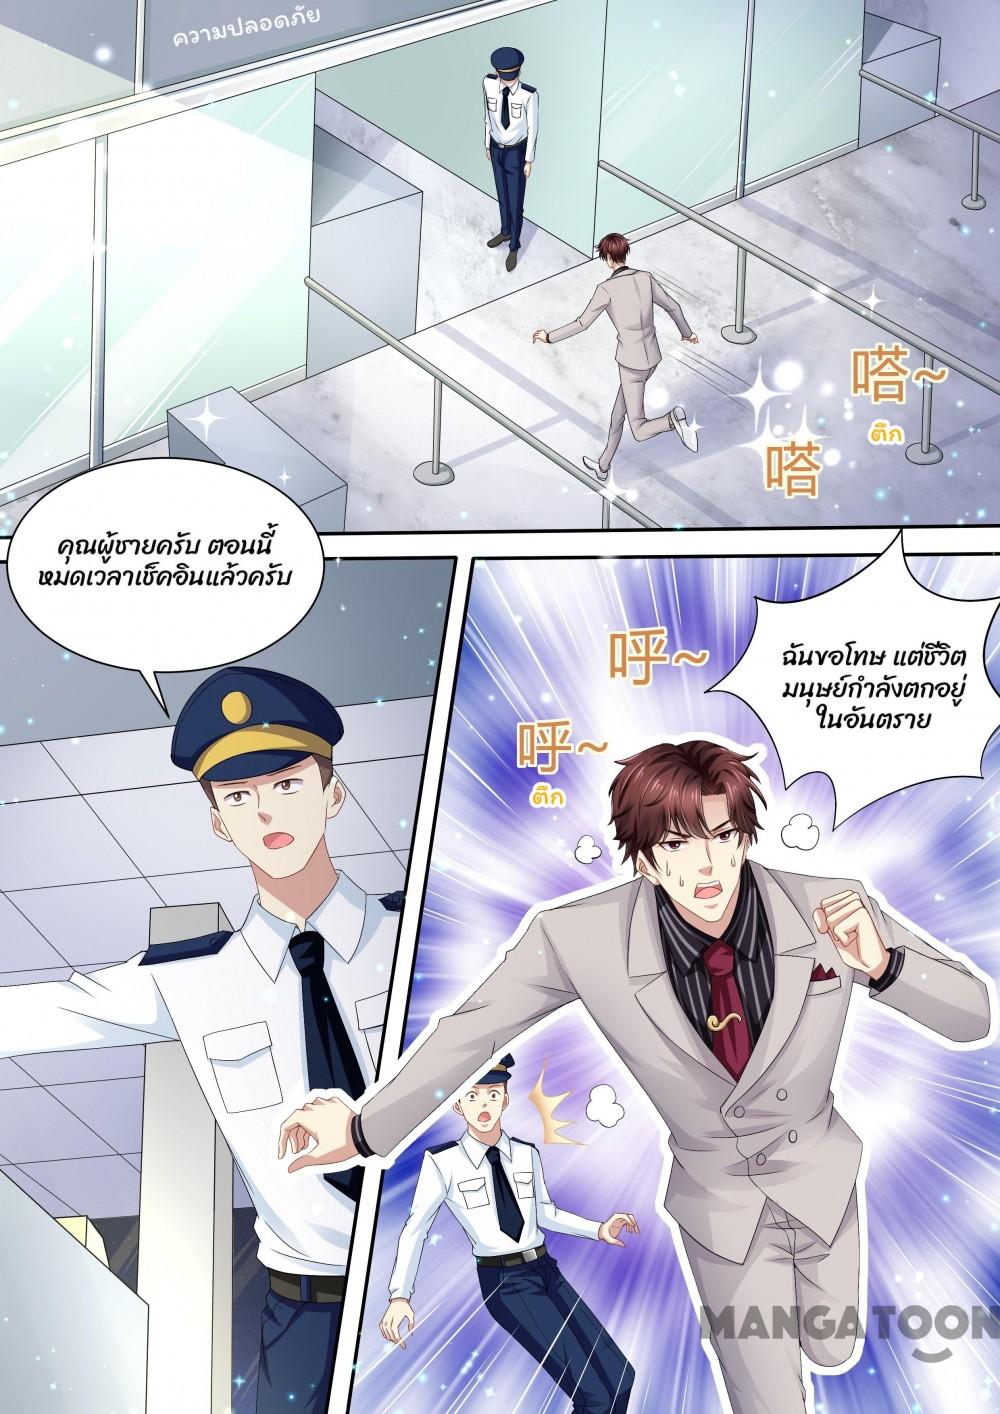 ความปลอดภัย
嗒~
ตึก
嗒
คุณผู้ชายครับ ตอนนี้
หมดเวลาเช็คอินแล้วครับ
ฉันขอโทษ แต่ชีวิต
มนุษย์กำลังตกอยู่
ในอันตราย
呼~
呼~
ตึก
MANGATOON